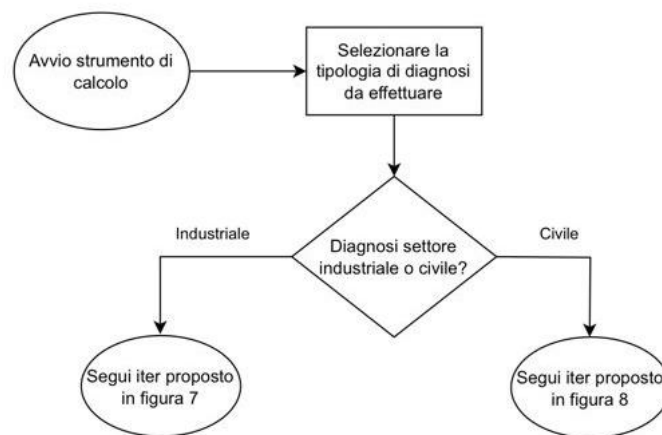 Avvio strumento di
calcolo
Selezionare la
tipologia di diagnosi
da effettuare
Industriale
Diagnosi settore
industriale o civile?
Civile
Segui iter proposto
in figura 7
Segui iter proposto
in figura 8